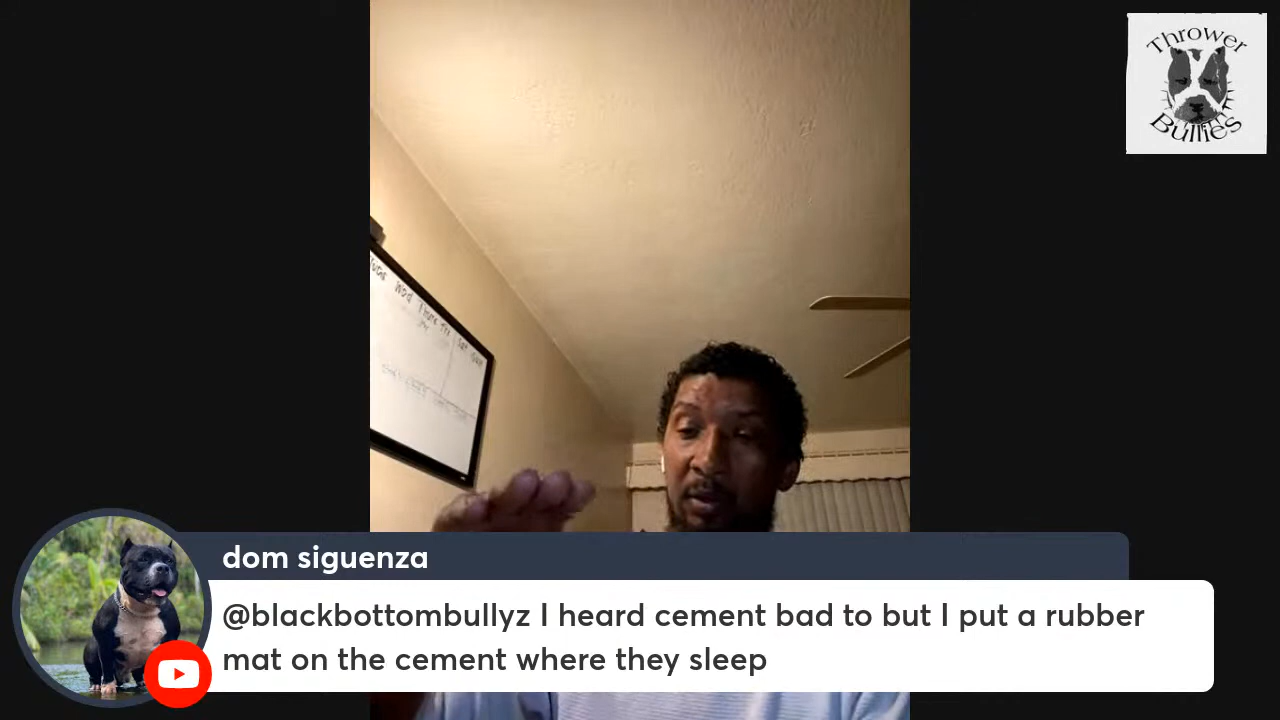 Thrower
Bullies
Wed
dom siguenza
@blackbottombullyz I heard cement bad to but I put a rubber
mat on the cement where they sleep